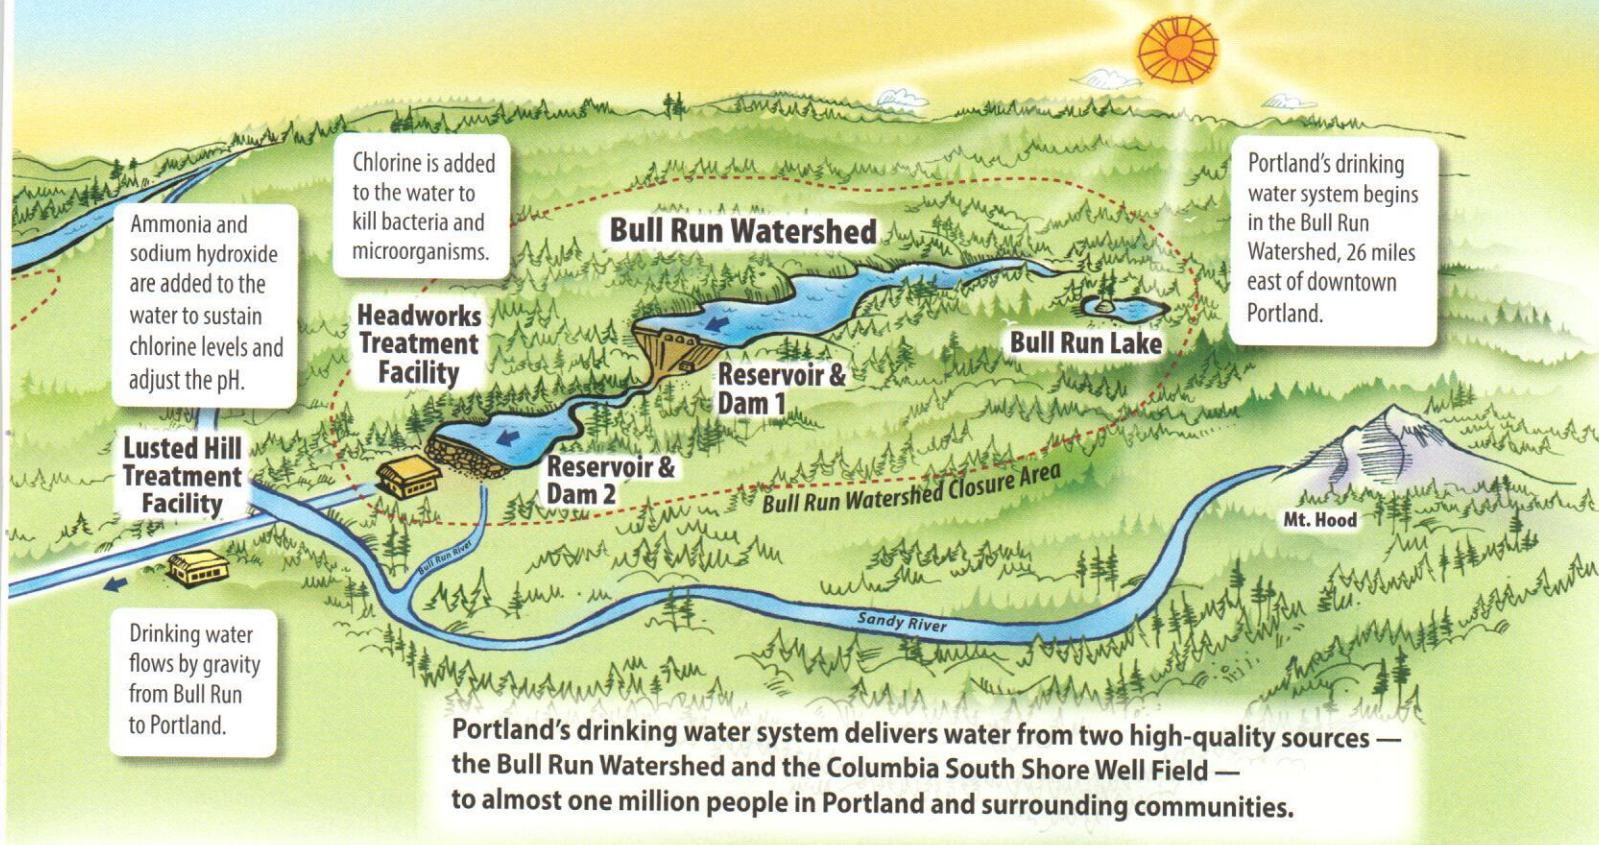 Chlorine is added
to the water to
kill bacteria and
microorganisms.
Portland's drinking
water system begins
in the Bull Run
Watershed, 26 miles
east of downtown
Portland.
Ammonia and
sodium hydroxide
are added to the
water to sustain
chlorine levels and
adjust the pH.
Bull Run Watershed
Headworks
Treatment
Facility
Bull Run Lake
Reservoir &
Dam 1
Lusted Hill
Treatment
Facility
Reservoir &
Dam 2
Bull Run Watershed Closure Area
Mt. Hood
Bull Run River
Sandy River
Drinking water
flows by gravity
from Bull Run
to Portland.
Portland's drinking water system delivers water from two high-quality sources —
the Bull Run Watershed and the Columbia South Shore Well Field —
to almost one million people in Portland and surrounding communities.